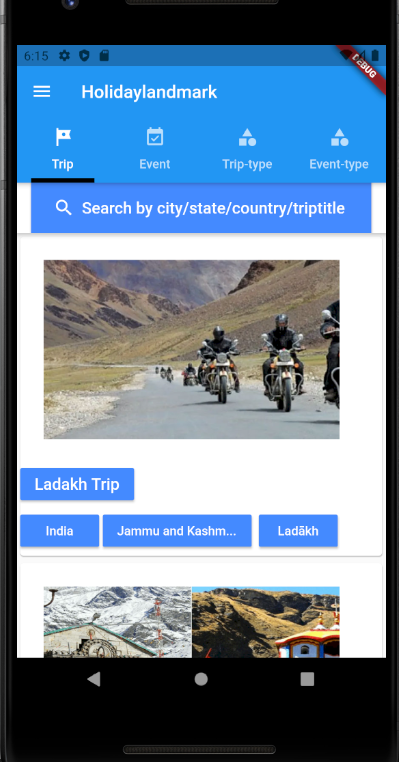 6:15
DEBUG
Holidaylandmark
Trip
Event
Trip-type
Event-type
Search by city/state/country/triptitle
Ladakh Trip
India
Jammu and Kashm...
Ladākh